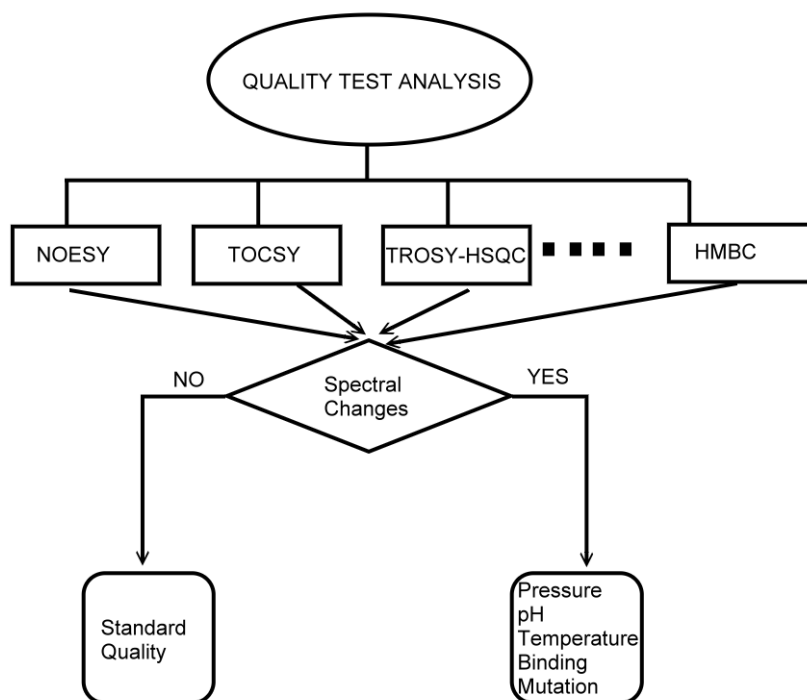 QUALITY TEST ANALYSIS
NOESY
TOCSY
TROSY-HSQC
HMBC
NO
Spectral
Changes
YES
Standard
Quality
Pressure
pH
Temperature
Binding
Mutation